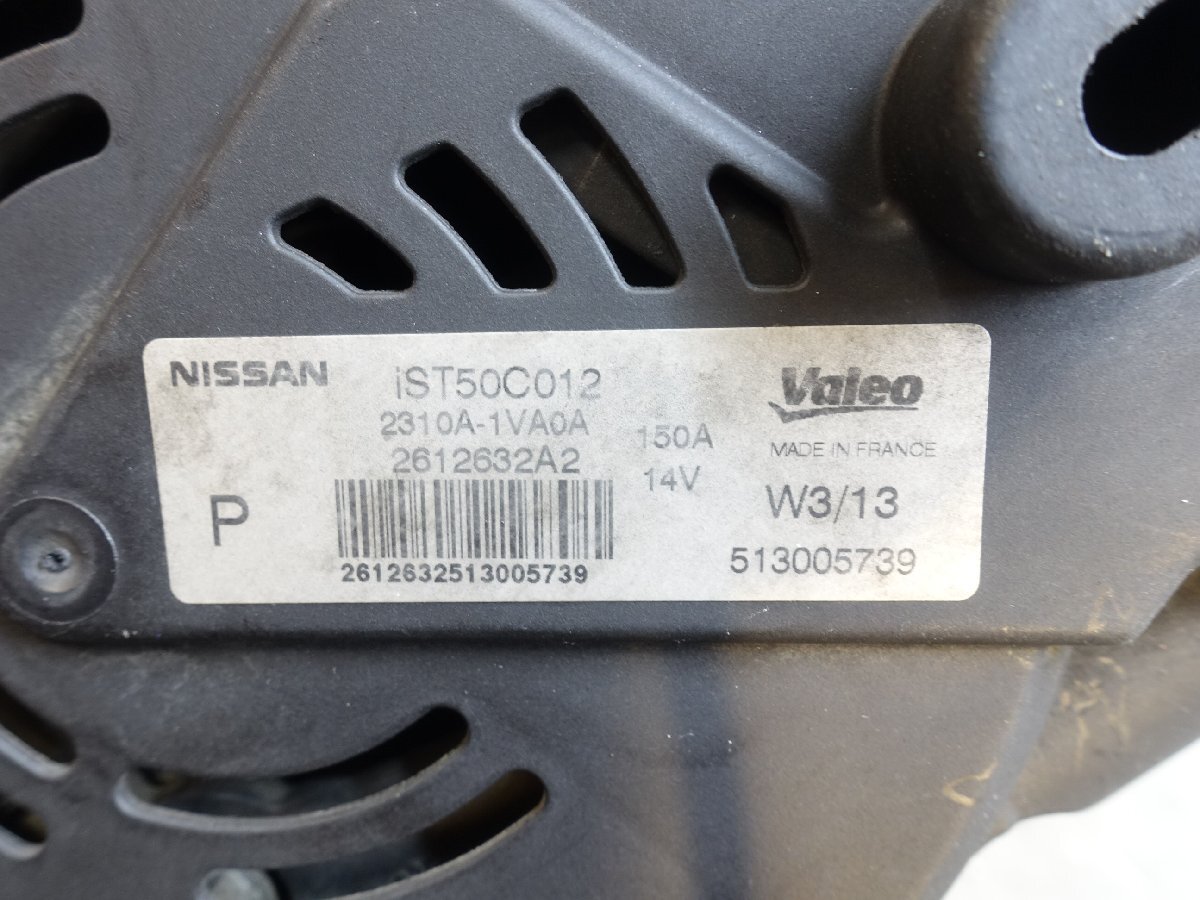 NISSAN
iST50C012
2310A-1VA0A
2612632A2
150A
14V
P
2612632513005739
Valeo
MADE IN FRANCE
W3/13
513005739